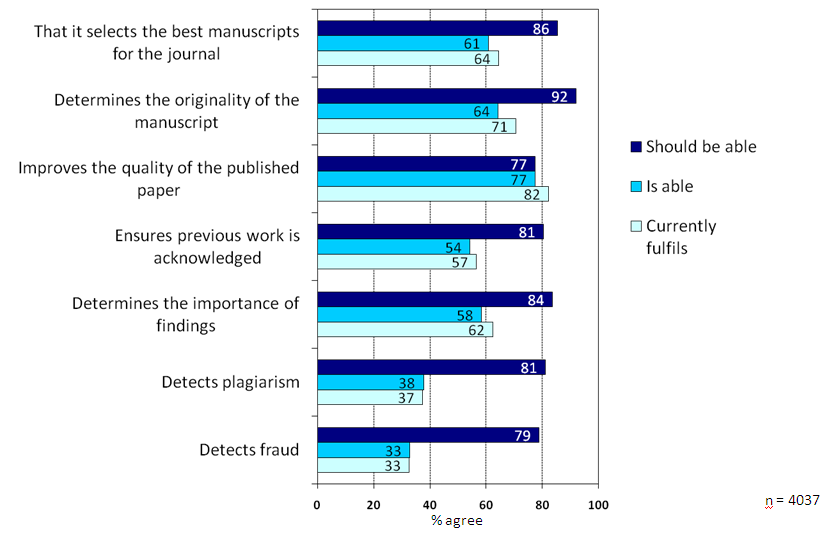 That it selects the best manuscripts
for the journal
86
61
64
Determines the originality of the
manuscript
92
64
71
Improves the quality of the published
paper
77
77
82
Ensures previous work is
acknowledged
81
54
57
Determines the importance of
findings
84
58
62
Detects plagiarism
81
38
37
Detects fraud
79
33
33
0 20 40 60 80 100
% agree
Should be able
Is able
Currently
fulfils
n = 4037